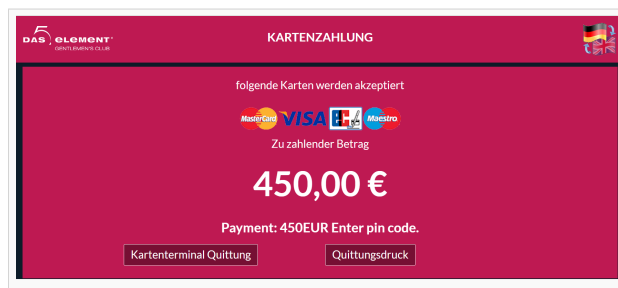 DAS 5 ELEMENT
GENTLEMEN'S CLUB
KARTENZAHLUNG
folgende Karten werden akzeptiert
MasterCard VISA EC Maestro
Zu zahlender Betrag
450,00 €
Payment: 450EUR Enter pin code.
Kartenterminal Quittung
Quittungsdruck